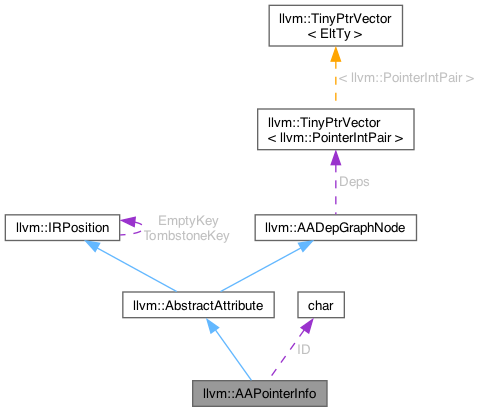 llvm::TinyPtrVector
< EltTy >
< llvm::PointerIntPair >
llvm::TinyPtrVector
< llvm::PointerIntPair >
Deps
EmptyKey
TombstoneKey
llvm::IRPosition
llvm::AADepGraphNode
llvm::AbstractAttribute
char
ID
llvm::AAPointerInfo